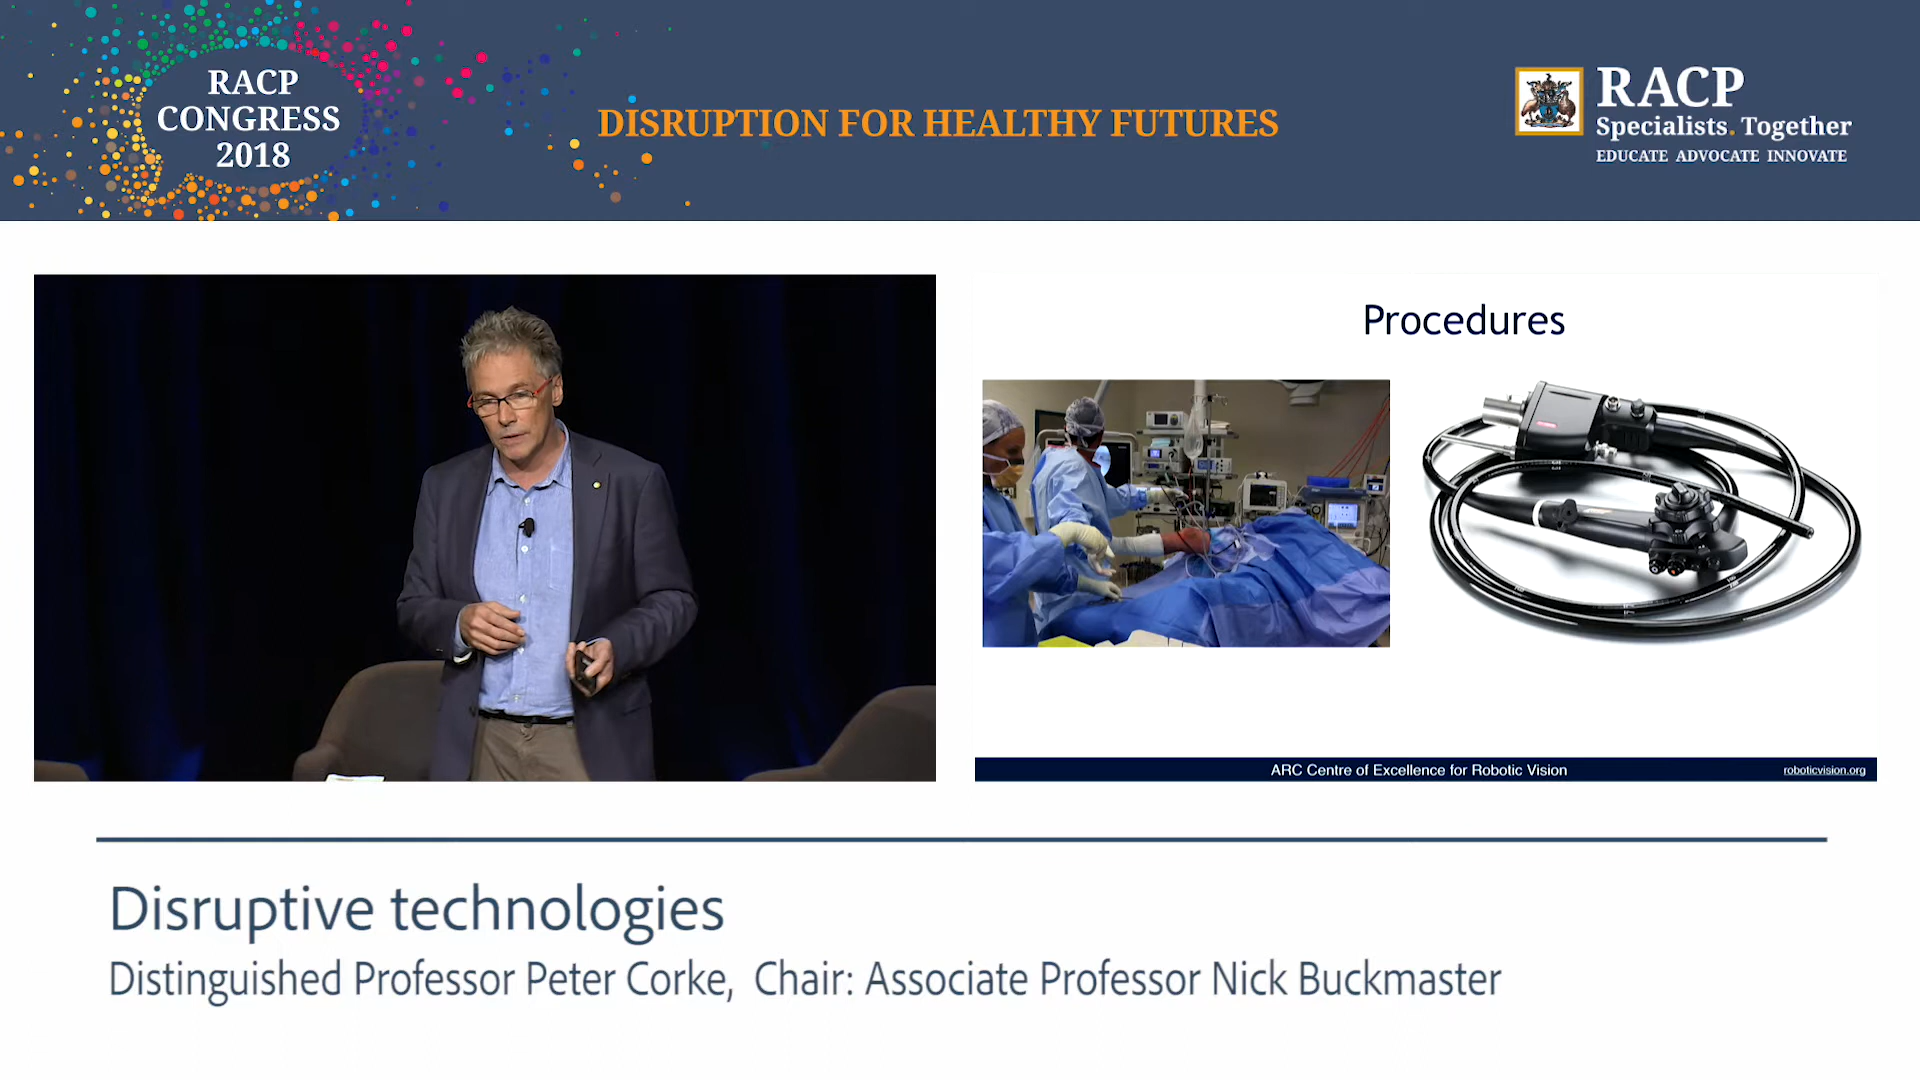 RACP
CONGRESS
2018
DISRUPTION FOR HEALTHY FUTURES
RACP
Specialists. Together
EDUCATE ADVOCATE INNOVATE
Procedures
ARC Centre of Excellence for Robotic Vision
roboticvision.org
Disruptive technologies
Distinguished Professor Peter Corke, Chair: Associate Professor Nick Buckmaster